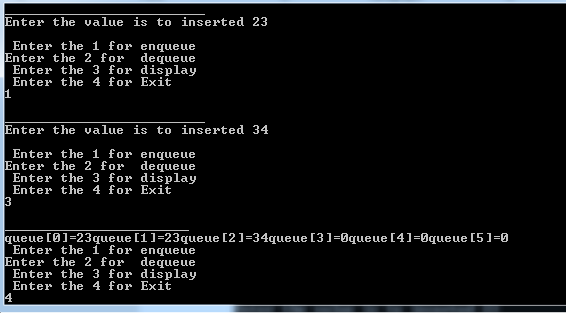 Enter the value is to inserted 23
Enter the 1 for enqueue
Enter the 2 for  dequeue
Enter the 3 for display
Enter the 4 for Exit
1
Enter the value is to inserted 34
Enter the 1 for enqueue
Enter the 2 for  dequeue
Enter the 3 for display
Enter the 4 for Exit
3
queue[0]=23queue[1]=23queue[2]=34queue[3]=0queue[4]=0queue[5]=0
Enter the 1 for enqueue
Enter the 2 for  dequeue
Enter the 3 for display
Enter the 4 for Exit
4